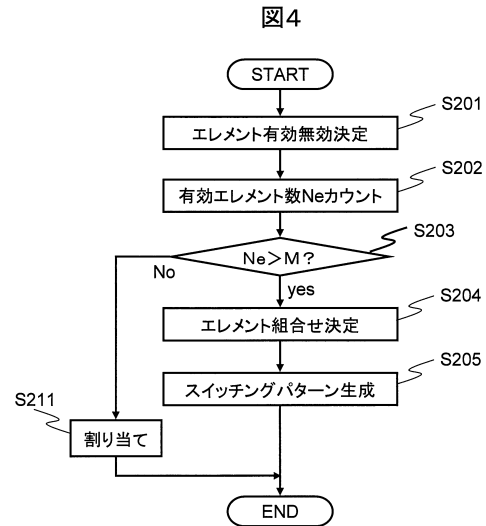 図4
START
S201
エレメント有効無効決定
S202
有効エレメント数Neカウント
S203
Ne＞M？
No
yes
S204
エレメント組合せ決定
S205
スイッチングパターン生成
S211
割り当て
END